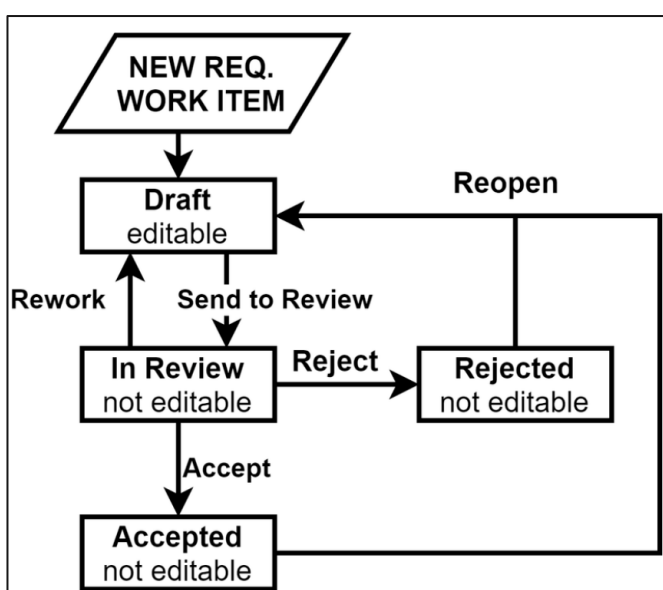 NEW REQ.
WORK ITEM
Draft
editable
Reopen
Rework
Send to Review
In Review
not editable
Reject
Rejected
not editable
Accept
Accepted
not editable